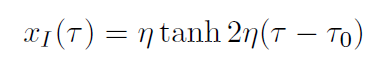 x_I(τ) = η tanh 2η(τ − τ_0)